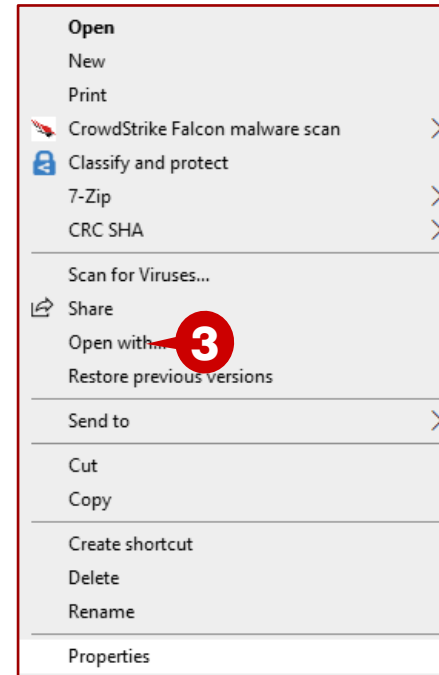 Open
New
Print
CrowdStrike Falcon malware scan
Classify and protect
7-Zip
CRC SHA
Scan for Viruses...
Share
Open with...
3
Restore previous versions
Send to
Cut
Copy
Create shortcut
Delete
Rename
Properties